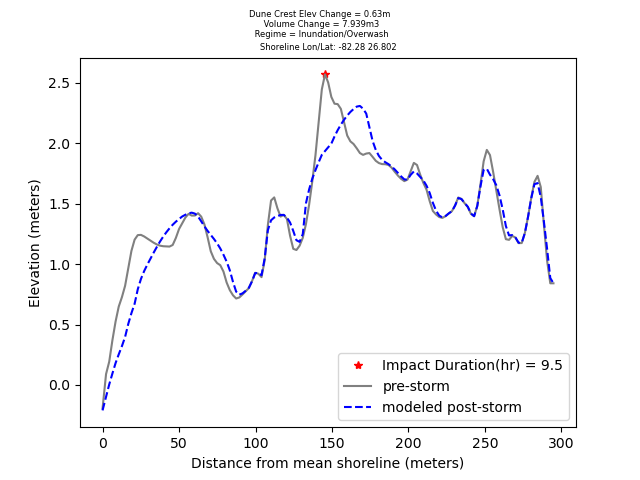 Dune Crest Elev Change = 0.63m
Volume Change = 7.939m3
Regime = Inundation/Overwash
Shoreline Lon/Lat: -82.28 26.802
2.5
2.0
1.5
1.0
0.5
0.0
Elevation (meters)
Impact Duration(hr) = 9.5
pre-storm
modeled post-storm
0 50 100 150 200 250 300
Distance from mean shoreline (meters)